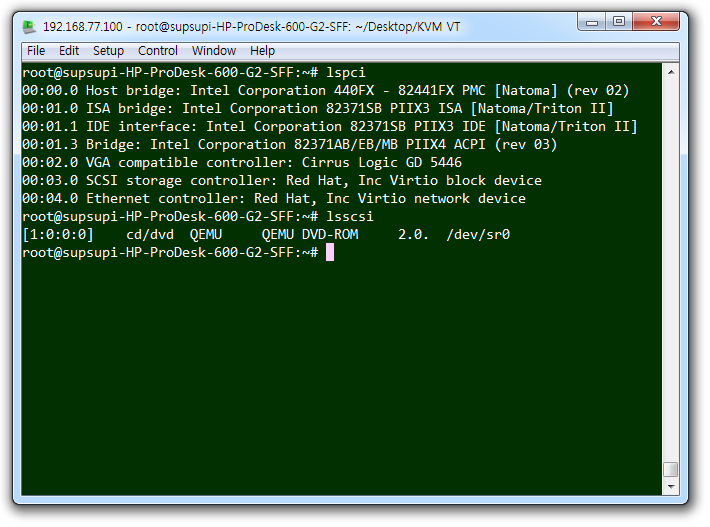 192.168.77.100 - root@supsupi-HP-ProDesk-600-G2-SFF: ~/Desktop/KVM VT
File Edit Setup Control Window Help
root@supsupi-HP-ProDesk-600-G2-SFF:~# lspci
00:00.0 Host bridge: Intel Corporation 440FX - 82441FX PMC [Natoma] (rev 02)
00:01.0 ISA bridge: Intel Corporation 82371SB PIIX3 ISA [Natoma/Triton II]
00:01.1 IDE interface: Intel Corporation 82371SB PIIX3 IDE [Natoma/Triton II]
00:01.3 Bridge: Intel Corporation 82371AB/EB/MB PIIX4 ACPI (rev 03)
00:02.0 VGA compatible controller: Cirrus Logic GD 5446
00:03.0 SCSI storage controller: Red Hat, Inc Virtio block device
00:04.0 Ethernet controller: Red Hat, Inc Virtio network device
root@supsupi-HP-ProDesk-600-G2-SFF:~# lsscsi
[1:0:0:0]    cd/dvd  QEMU     QEMU DVD-ROM     2.0.  /dev/sr0
root@supsupi-HP-ProDesk-600-G2-SFF:~#